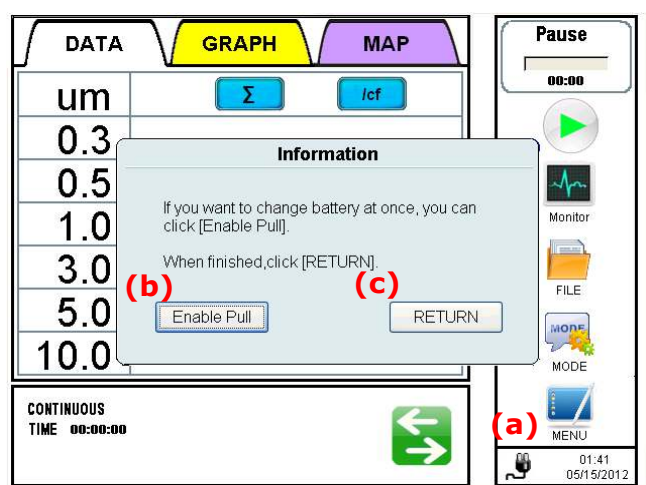 DATA GRAPH MAP
um Σ /cf
0.3
0.5
1.0
3.0
5.0
10.0
Information
If you want to change battery at once, you can
click [Enable Pull].
When finished,click [RETURN].
(b) (c)
Enable Pull RETURN
CONTINUOUS
TIME 00:00:00
Pause
00:00
Monitor
FILE
MODE
MODE
(a)
MENU
01:41
05/15/2012